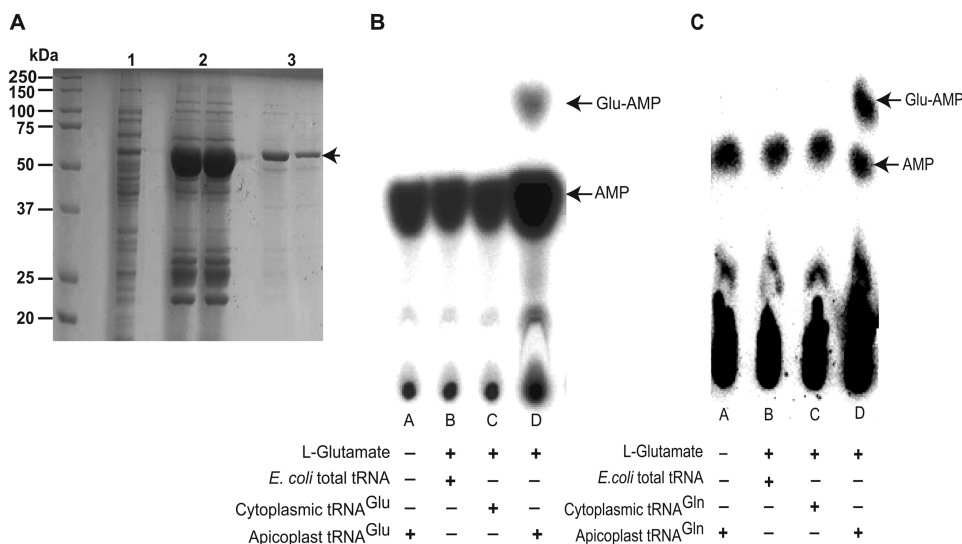 A
kDa
1 2 3
250
150
100
75
50
37
25
20
B
Glu-AMP
AMP
A B C D
L-Glutamate – + + +
E. coli total tRNA – + – –
Cytoplasmic tRNAGlu – – + –
Apicoplast tRNAGlu + – – +
C
Glu-AMP
AMP
A B C D
L-Glutamate – + + +
E.coli total tRNA – + – –
Cytoplasmic tRNAGln – – + –
Apicoplast tRNAGln + – – +